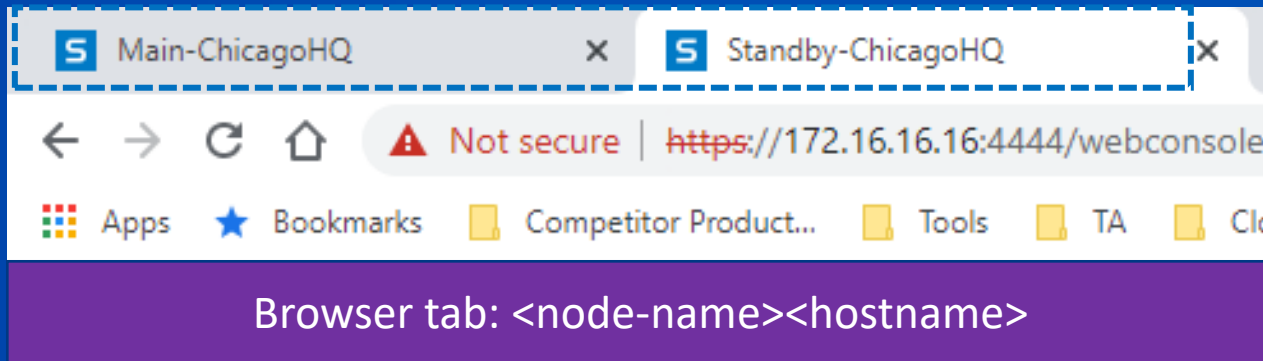 S Main-ChicagoHQ × S Standby-ChicagoHQ ×
Not secure | https://172.16.16.16:4444/webconsole
Apps Bookmarks Competitor Product... Tools TA Clo
Browser tab: <node-name><hostname>